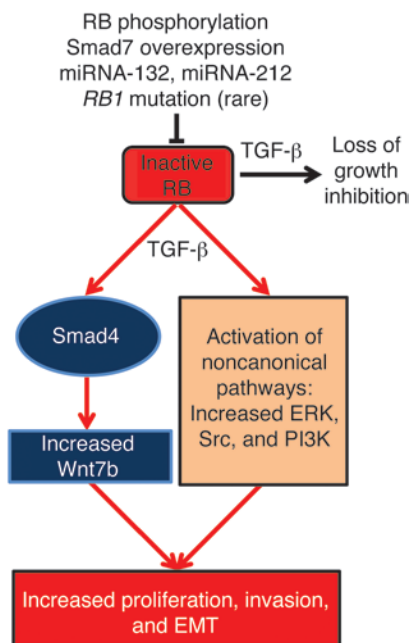 RB phosphorylation
Smad7 overexpression
miRNA-132, miRNA-212
RB1 mutation (rare)
Inactive
RB
TGF-β
Loss of
growth
inhibition
TGF-β
Smad4
Increased
Wnt7b
Activation of
noncanonical
pathways:
Increased ERK,
Src, and PI3K
Increased proliferation, invasion,
and EMT